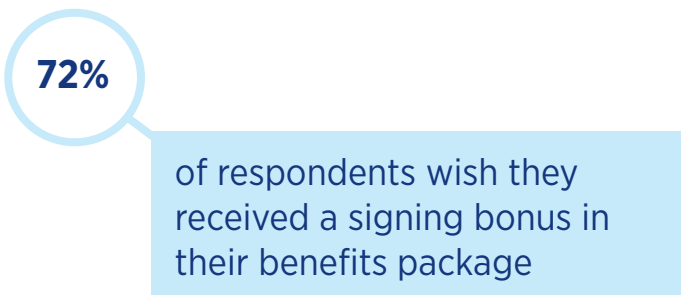 72%
of respondents wish they
received a signing bonus in
their benefits package